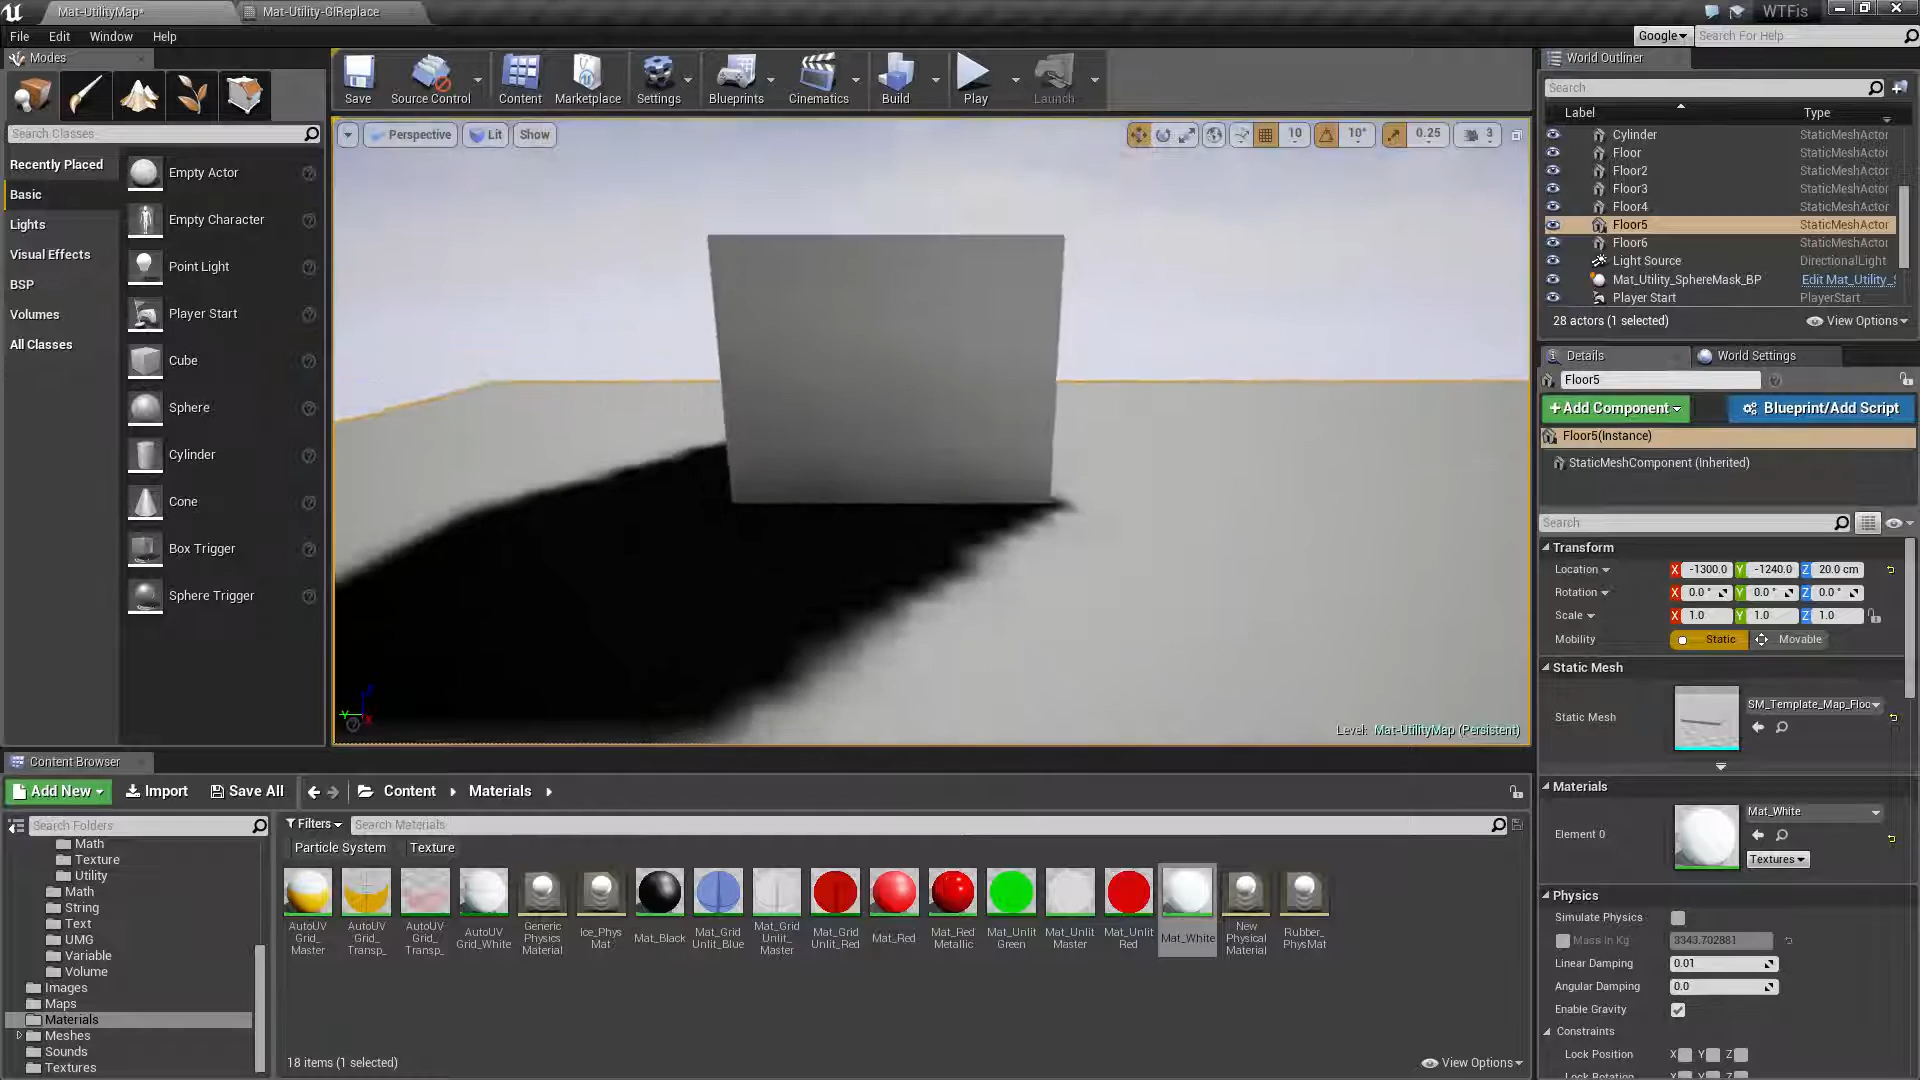 Mat-UtilityMap*
Mat-Utility-GIReplace
WTFis
File Edit Window Help
Google
Search For Help
Modes
Search Classes
Recently Placed
Basic
Lights
Visual Effects
BSP
Volumes
All Classes
Empty Actor
Empty Character
Point Light
Player Start
Cube
Sphere
Cylinder
Cone
Box Trigger
Sphere Trigger
Save
Source Control
Content
Marketplace
Settings
Blueprints
Cinematics
Build
Play
Launch
Perspective
Lit
Show
10
10°
0.25
3
Level: Mat-UtilityMap (Persistent)
World Outliner
Search
Label Type
Cylinder StaticMeshActor
Floor StaticMeshActor
Floor2 StaticMeshActor
Floor3 StaticMeshActor
Floor4 StaticMeshActor
Floor5 StaticMeshActor
Floor6 StaticMeshActor
Light Source DirectionalLight
Mat_Utility_SphereMask_BP Edit Mat_Utility_
Player Start PlayerStart
28 actors (1 selected)
View Options
Details
World Settings
Floor5
+Add Component
Blueprint/Add Script
Floor5(Instance)
StaticMeshComponent (Inherited)
Search
Transform
Location X -1300.0 Y -1240.0 Z 20.0 cm
Rotation X 0.0 ° Y 0.0 ° Z 0.0 °
Scale X 1.0 Y 1.0 Z 1.0
Mobility Static Movable
Static Mesh
Static Mesh
SM_Template_Map_Floo
Materials
Element 0
Mat_White
Textures
Physics
Simulate Physics
Mass in Kg 3343.702881
Linear Damping 0.01
Angular Damping 0.0
Enable Gravity
Constraints
Lock Position X Y Z
Lock Rotation X Y Z
Content Browser
Add New
Import
Save All
Content
Materials
Search Folders
Math
Texture
Utility
Math
String
Text
UMG
Variable
Volume
Images
Maps
Materials
Meshes
Sounds
Textures
Filters
Search Materials
Particle System
Texture
AutoUV
Grid_
Master
AutoUV
Grid_
Transp_
AutoUV
Grid_
Transp_
AutoUV
Grid_White
Generic
Physics
Material
Ice_Phys
Mat
Mat_Black
Mat_Grid
Unlit_Blue
Mat_Grid
Unlit_
Master
Mat_Grid
Unlit_Red
Mat_Red
Mat_Red
Metallic
Mat_Unlit
Green
Mat_Unlit
Master
Mat_Unlit
Red
Mat_White
New
Physical
Material
Rubber_
PhysMat
18 items (1 selected)
View Options